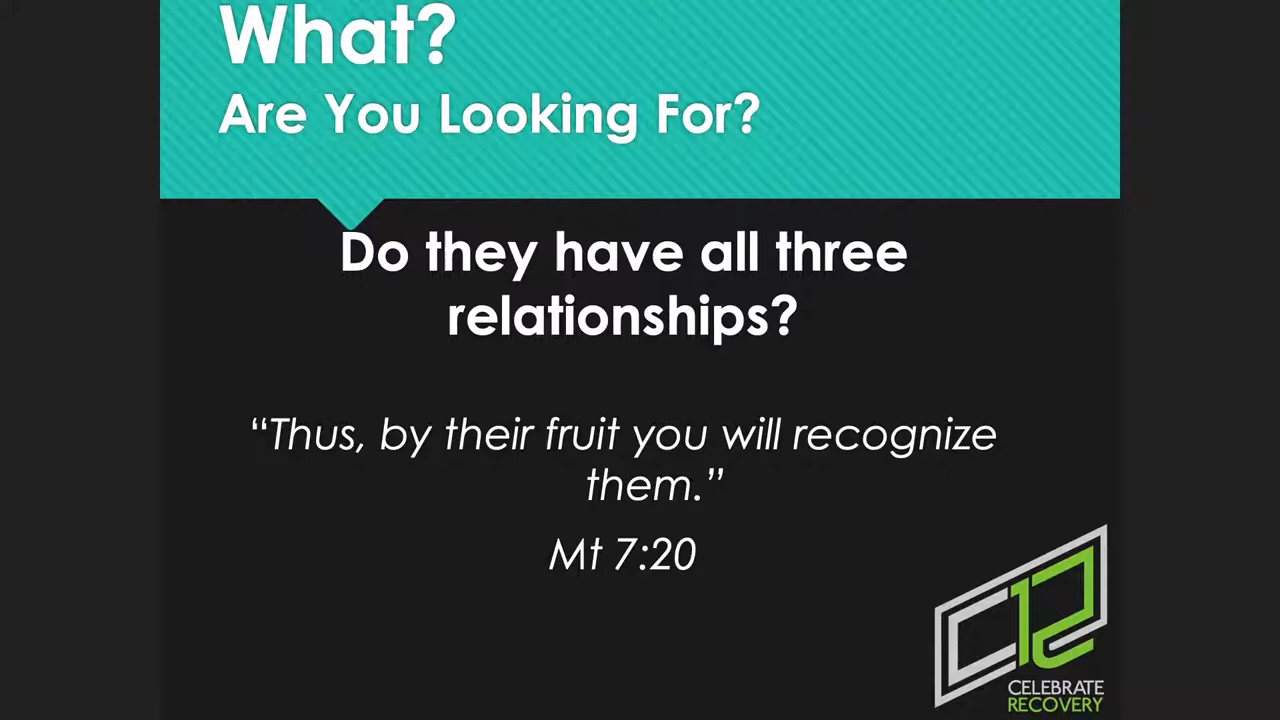 What?
Are You Looking For?
Do they have all three
relationships?
“Thus, by their fruit you will recognize
them.”
Mt 7:20
C12
CELEBRATE
RECOVERY